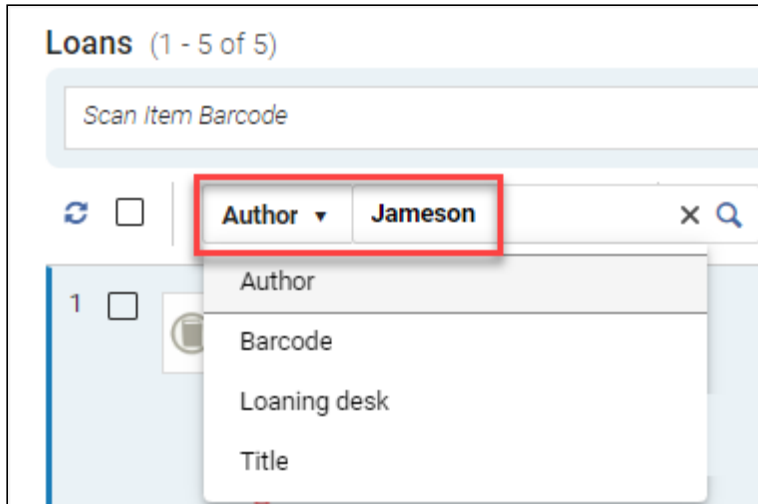 Loans (1 - 5 of 5)
Scan Item Barcode
Author ▼ Jameson
Author
1
Barcode
Loaning desk
Title